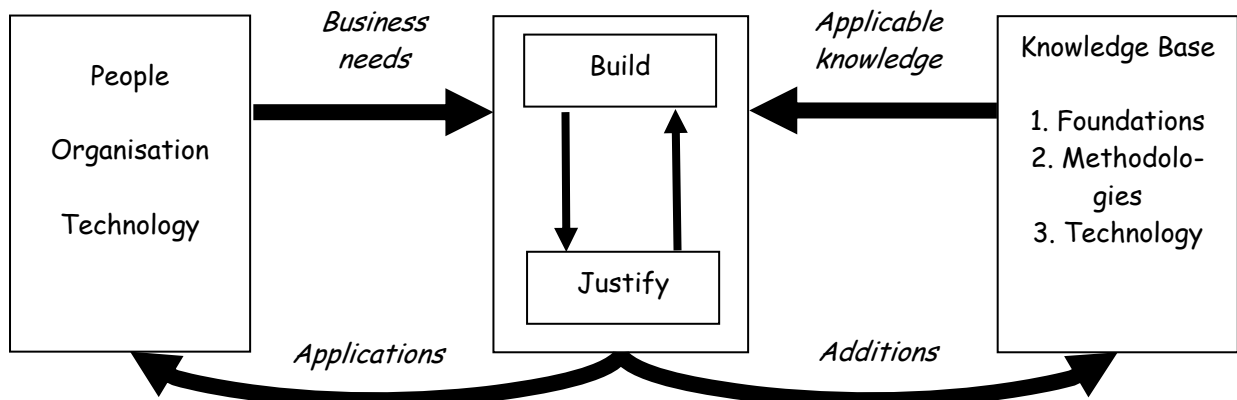 People
Organisation
Technology
Business
needs
Build
Justify
Applicable
knowledge
Knowledge Base
1. Foundations
2. Methodolo-
gies
3. Technology
Applications
Additions